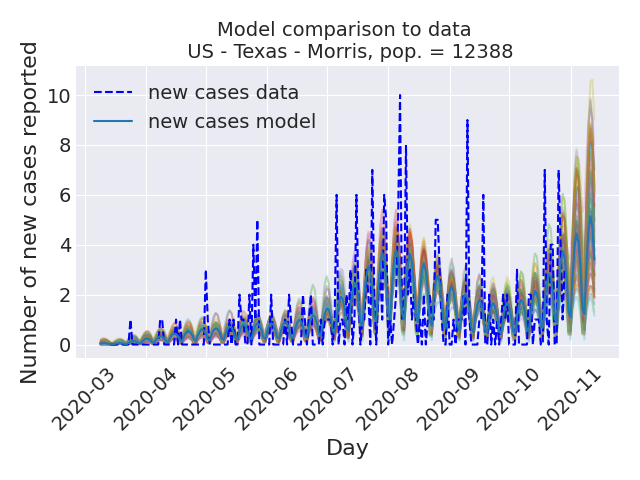 Model comparison to data
US - Texas - Morris, pop. = 12388
Number of new cases reported
10
8
6
4
2
0
new cases data
new cases model
2020-03
2020-04
2020-05
2020-06
2020-07
2020-08
2020-09
2020-10
2020-11
Day